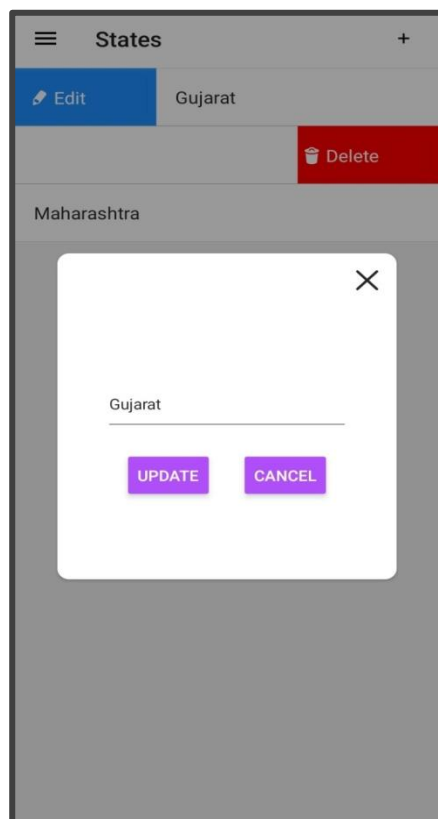 States +
Edit Gujarat
Delete
Maharashtra
Gujarat
UPDATE CANCEL